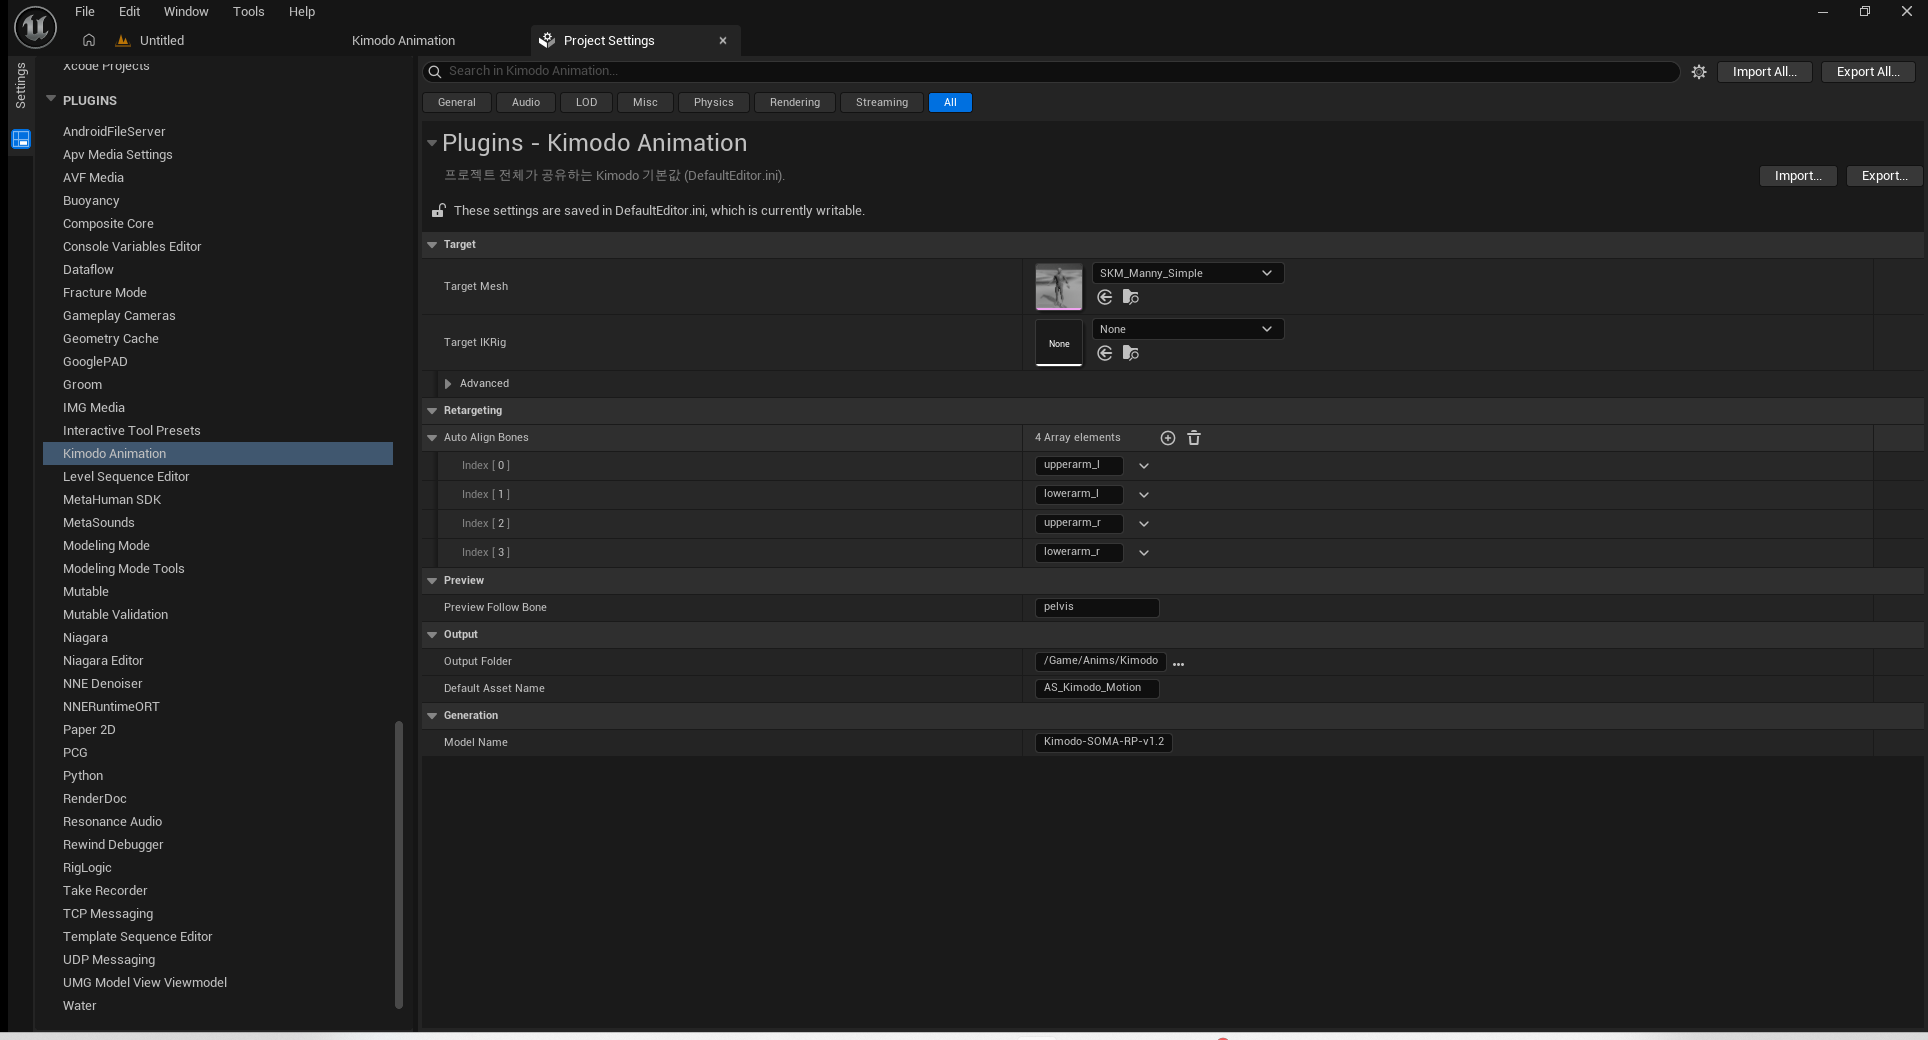 File Edit Window Tools Help
Untitled
Kimodo Animation
Project Settings
Settings
Xcode Projects
PLUGINS
AndroidFileServer
Apv Media Settings
AVF Media
Buoyancy
Composite Core
Console Variables Editor
Dataflow
Fracture Mode
Gameplay Cameras
Geometry Cache
GooglePAD
Groom
IMG Media
Interactive Tool Presets
Kimodo Animation
Level Sequence Editor
MetaHuman SDK
MetaSounds
Modeling Mode
Modeling Mode Tools
Mutable
Mutable Validation
Niagara
Niagara Editor
NNE Denoiser
NNERuntimeORT
Paper 2D
PCG
Python
RenderDoc
Resonance Audio
Rewind Debugger
RigLogic
Take Recorder
TCP Messaging
Template Sequence Editor
UDP Messaging
UMG Model View Viewmodel
Water
Search in Kimodo Animation...
Import All...
Export All...
General Audio LOD Misc Physics Rendering Streaming All
Plugins - Kimodo Animation
프로젝트 전체가 공유하는 Kimodo 기본값 (DefaultEditor.ini).
Import...
Export...
These settings are saved in DefaultEditor.ini, which is currently writable.
Target
Target Mesh
SKM_Manny_Simple
Target IKRig
None
None
Advanced
Retargeting
Auto Align Bones
4 Array elements
Index [ 0 ]
upperarm_l
Index [ 1 ]
lowerarm_l
Index [ 2 ]
upperarm_r
Index [ 3 ]
lowerarm_r
Preview
Preview Follow Bone
pelvis
Output
Output Folder
/Game/Anims/Kimodo
...
Default Asset Name
AS_Kimodo_Motion
Generation
Model Name
Kimodo-SOMA-RP-v1.2